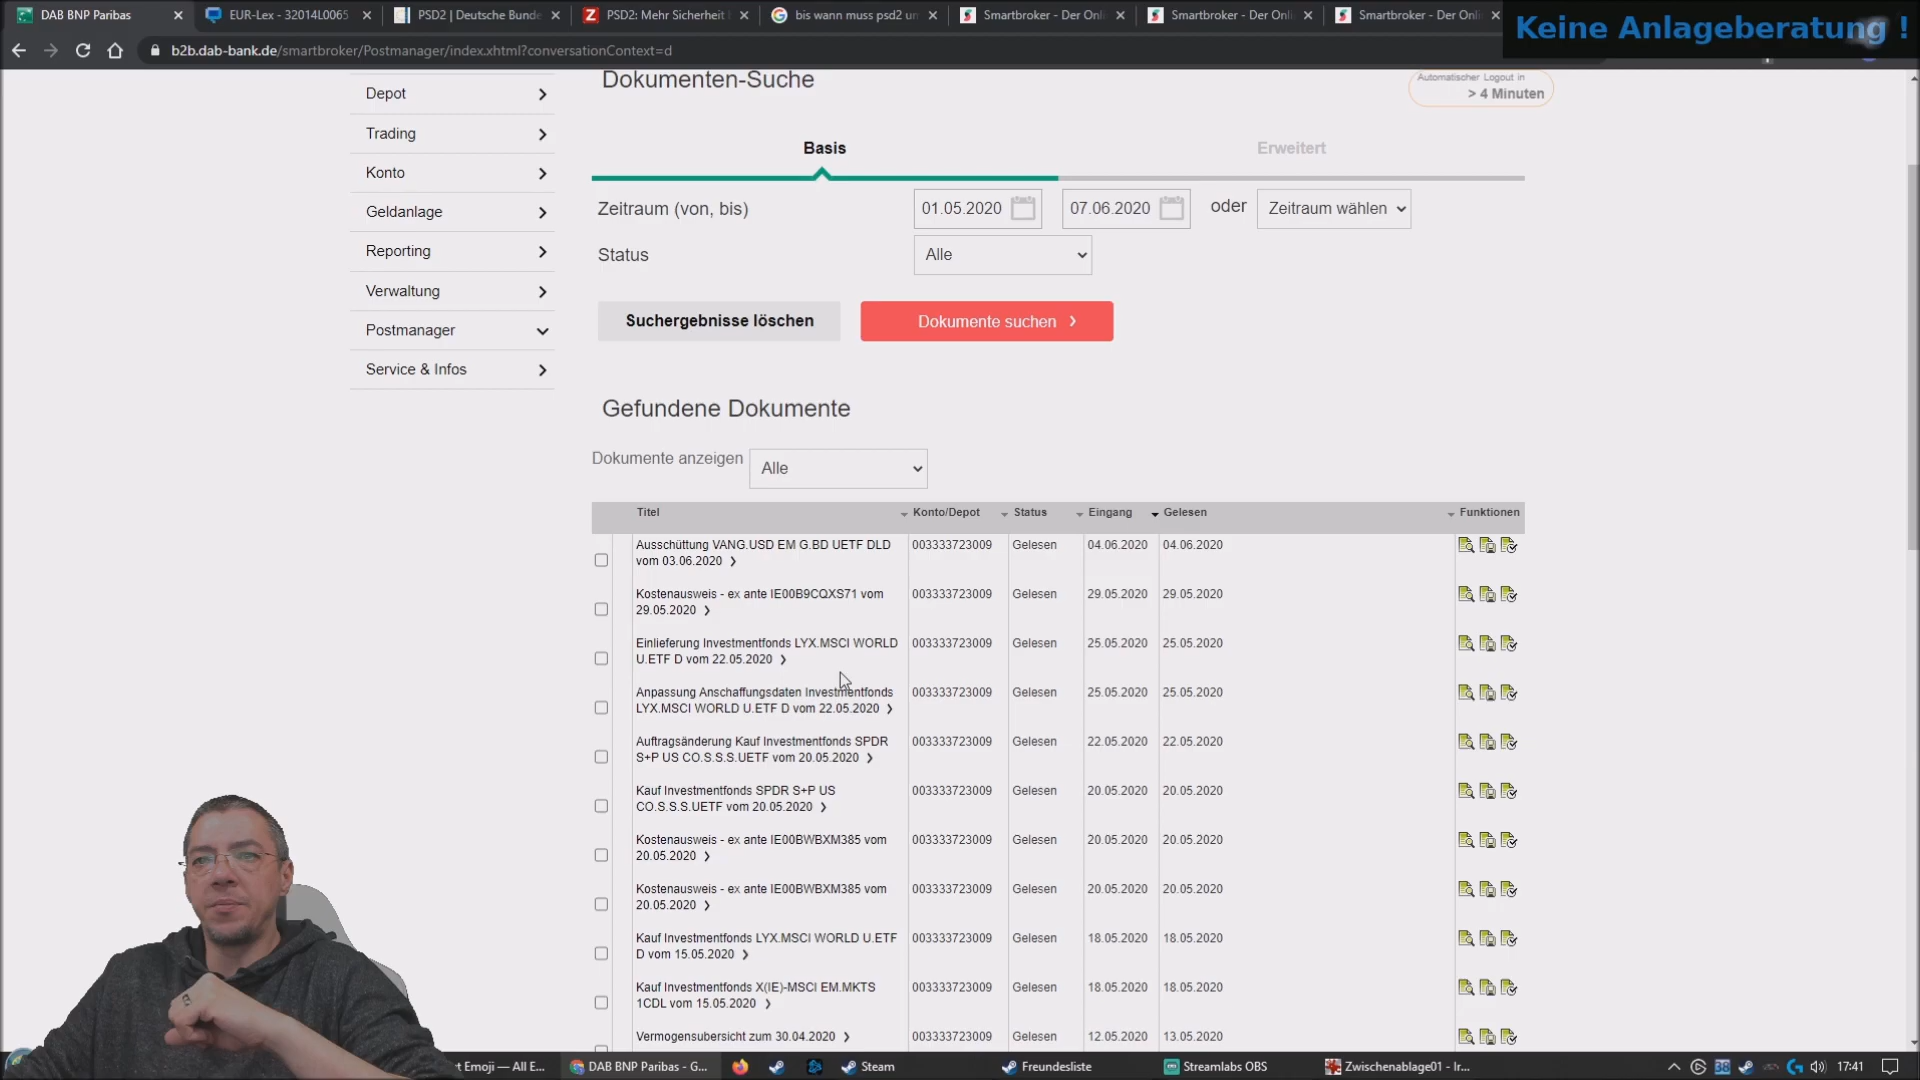 DAB BNP Paribas
EUR-Lex - 32014L0065
PSD2 | Deutsche Bunde
PSD2: Mehr Sicherheit
bis wann muss psd2 un
Smartbroker - Der Onli
Smartbroker - Der Onli
Smartbroker - Der Onli
Keine Anlageberatung !
b2b.dab-bank.de/smartbroker/Postmanager/index.xhtml?conversationContext=d
Depot
Trading
Konto
Geldanlage
Reporting
Verwaltung
Postmanager
Service & Infos
Dokumenten-Suche
Automatischer Logout in
> 4 Minuten
Basis
Erweitert
Zeitraum (von, bis)
01.05.2020
07.06.2020
oder
Zeitraum wählen
Status
Alle
Suchergebnisse löschen
Dokumente suchen
Gefundene Dokumente
Dokumente anzeigen
Alle
Titel Konto/Depot Status Eingang Gelesen Funktionen
Ausschüttung VANG.USD EM G.BD UETF DLD 003333723009 Gelesen 04.06.2020 04.06.2020
vom 03.06.2020
Kostenausweis - ex ante IE00B9CQXS71 vom 003333723009 Gelesen 29.05.2020 29.05.2020
29.05.2020
Einlieferung Investmentfonds LYX.MSCI WORLD 003333723009 Gelesen 25.05.2020 25.05.2020
U.ETF D vom 22.05.2020
Anpassung Anschaffungsdaten Investmentfonds 003333723009 Gelesen 25.05.2020 25.05.2020
LYX.MSCI WORLD U.ETF D vom 22.05.2020
Auftragsänderung Kauf Investmentfonds SPDR 003333723009 Gelesen 22.05.2020 22.05.2020
S+P US CO.S.S.S.UETF vom 20.05.2020
Kauf Investmentfonds SPDR S+P US 003333723009 Gelesen 20.05.2020 20.05.2020
CO.S.S.S.UETF vom 20.05.2020
Kostenausweis - ex ante IE00BWBXM385 vom 003333723009 Gelesen 20.05.2020 20.05.2020
20.05.2020
Kostenausweis - ex ante IE00BWBXM385 vom 003333723009 Gelesen 20.05.2020 20.05.2020
20.05.2020
Kauf Investmentfonds LYX.MSCI WORLD U.ETF 003333723009 Gelesen 18.05.2020 18.05.2020
D vom 15.05.2020
Kauf Investmentfonds X(IE)-MSCI EM.MKTS 003333723009 Gelesen 18.05.2020 18.05.2020
1CDL vom 15.05.2020
Vermogensubersicht zum 30.04.2020 003333723009 Gelesen 12.05.2020 13.05.2020
t Emoji — All E...
DAB BNP Paribas - G...
Steam
Freundesliste
Streamlabs OBS
Zwischenablage01 - Ir...
38
17:41